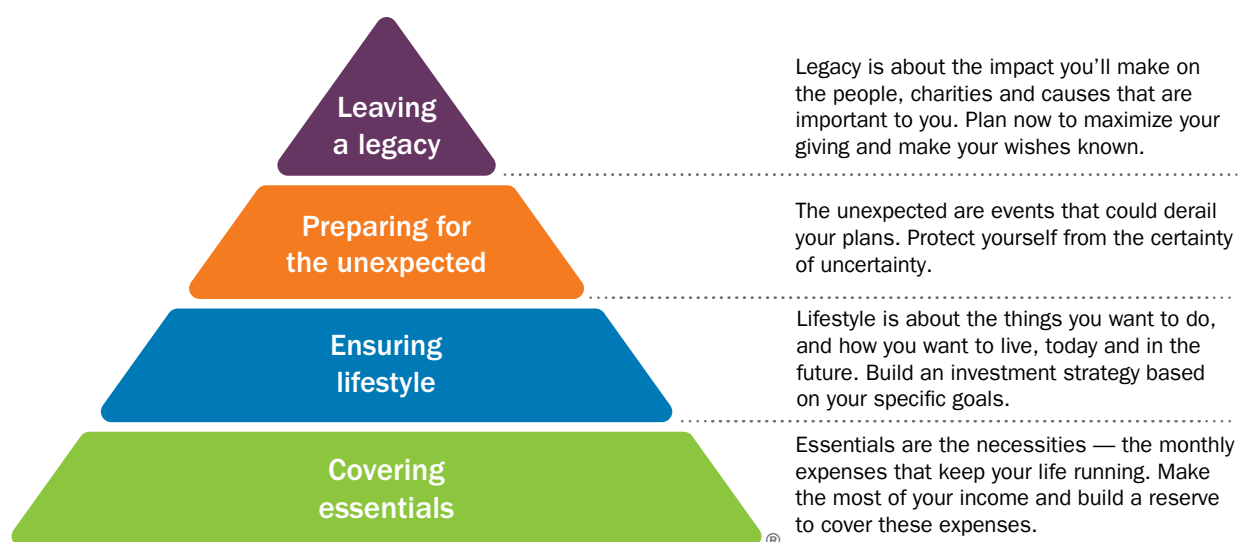 Leaving
a legacy
Legacy is about the impact you’ll make on
the people, charities and causes that are
important to you. Plan now to maximize your
giving and make your wishes known.
Preparing for
the unexpected
The unexpected are events that could derail
your plans. Protect yourself from the certainty
of uncertainty.
Ensuring
lifestyle
Lifestyle is about the things you want to do,
and how you want to live, today and in the
future. Build an investment strategy based
on your specific goals.
Covering
essentials
®
Essentials are the necessities — the monthly
expenses that keep your life running. Make
the most of your income and build a reserve
to cover these expenses.